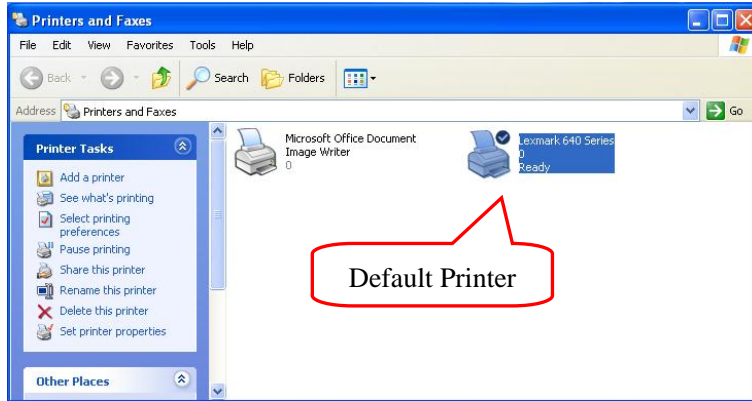 Printers and Faxes
File Edit View Favorites Tools Help
Back Search Folders
Address Printers and Faxes Go
Printer Tasks
Add a printer
See what's printing
Select printing
preferences
Pause printing
Share this printer
Rename this printer
Delete this printer
Set printer properties
Other Places
Microsoft Office Document
Image Writer
0
Lexmark 640 Series
0
Ready
Default Printer